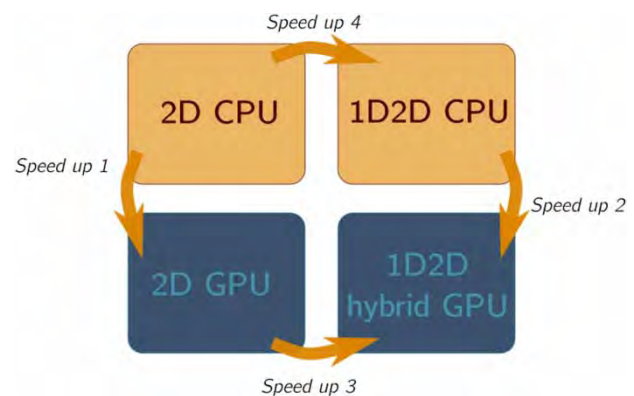 Speed up 4
2D CPU
1D2D CPU
Speed up 1
Speed up 2
2D GPU
1D2D
hybrid GPU
Speed up 3